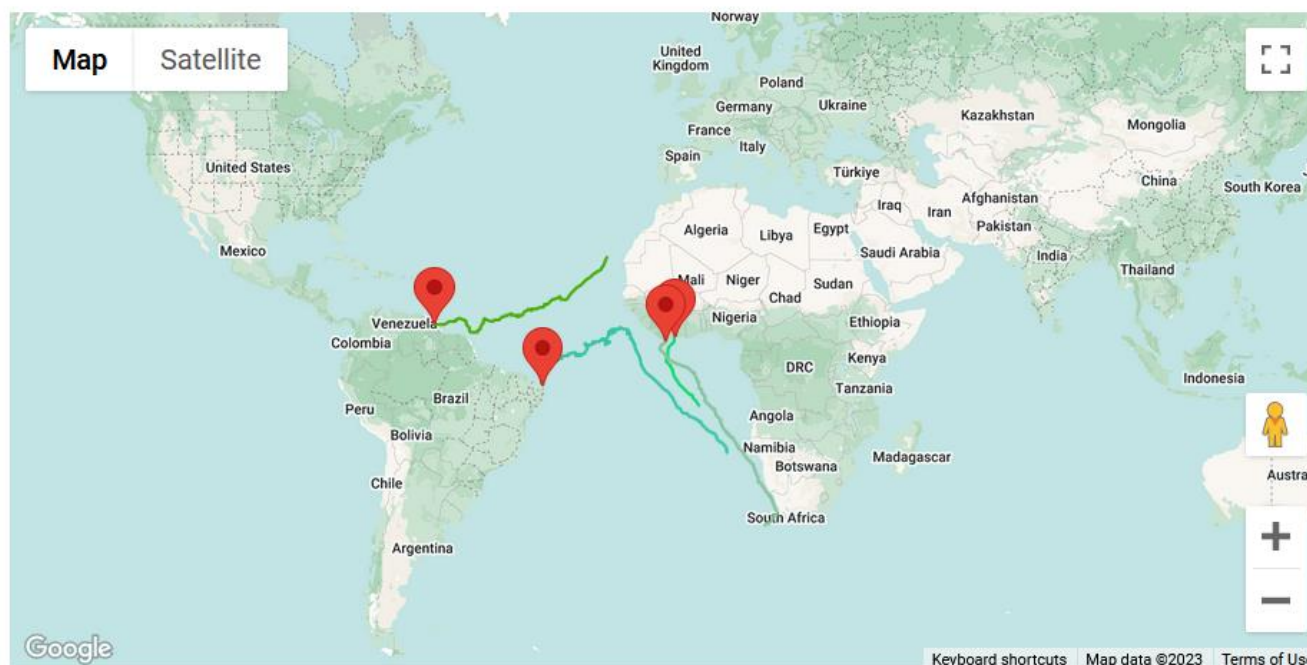 Norway
Map Satellite
United
Kingdom
Poland
Germany
Ukraine
Kazakhstan
Mongolia
France
Italy
Spain
Türkiye
United States
China
South Korea
Iraq
Iran
Afghanistan
Pakistan
Algeria
Libya
Egypt
Saudi Arabia
Mexico
India
Thailand
Mali
Niger
Chad
Sudan
Venezuela
Nigeria
Ethiopia
Colombia
Kenya
DRC
Tanzania
Indonesia
Brazil
Peru
Angola
Bolivia
Namibia
Botswana
Madagascar
Chile
Austra
South Africa
Argentina
Google
Keyboard shortcuts Map data ©2023 Terms of Us